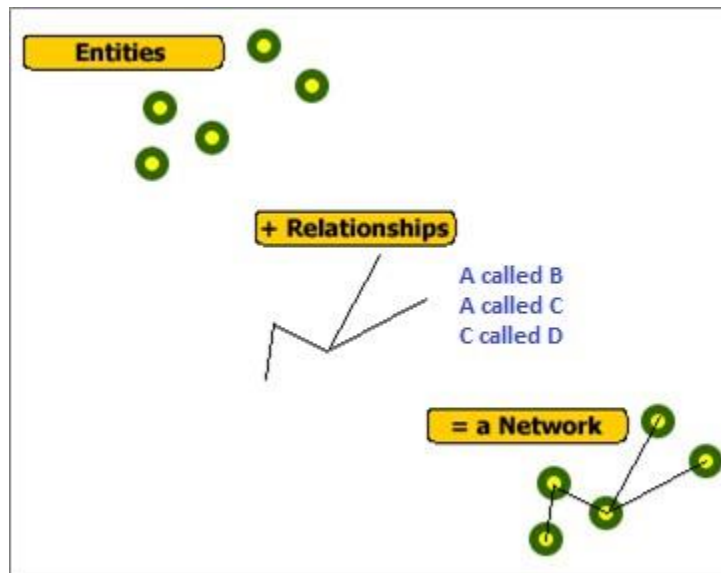 Entities
+ Relationships
A called B
A called C
C called D
= a Network